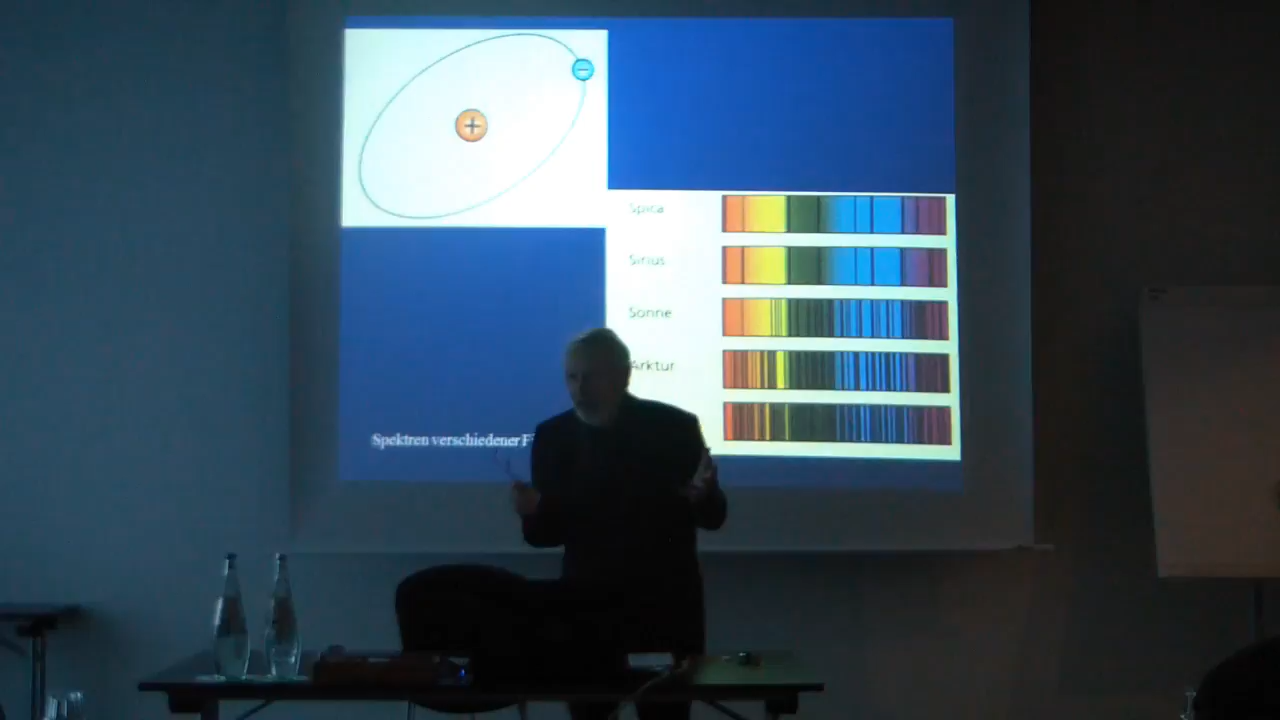 +
−
Spica
Sirius
Sonne
Arktur
Spektren verschiedener